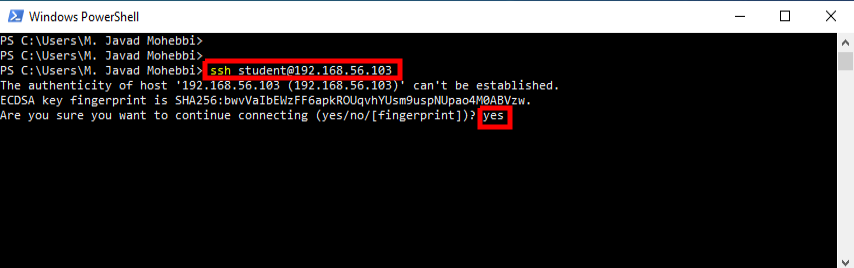 Windows PowerShell
PS C:\Users\M. Javad Mohebbi>
PS C:\Users\M. Javad Mohebbi>
PS C:\Users\M. Javad Mohebbi> ssh student@192.168.56.103
The authenticity of host '192.168.56.103 (192.168.56.103)' can't be established.
ECDSA key fingerprint is SHA256:bwvVaIbEWzFF6apkROUqvhYUsm9uspNUpao4M0ABVzw.
Are you sure you want to continue connecting (yes/no/[fingerprint])? yes